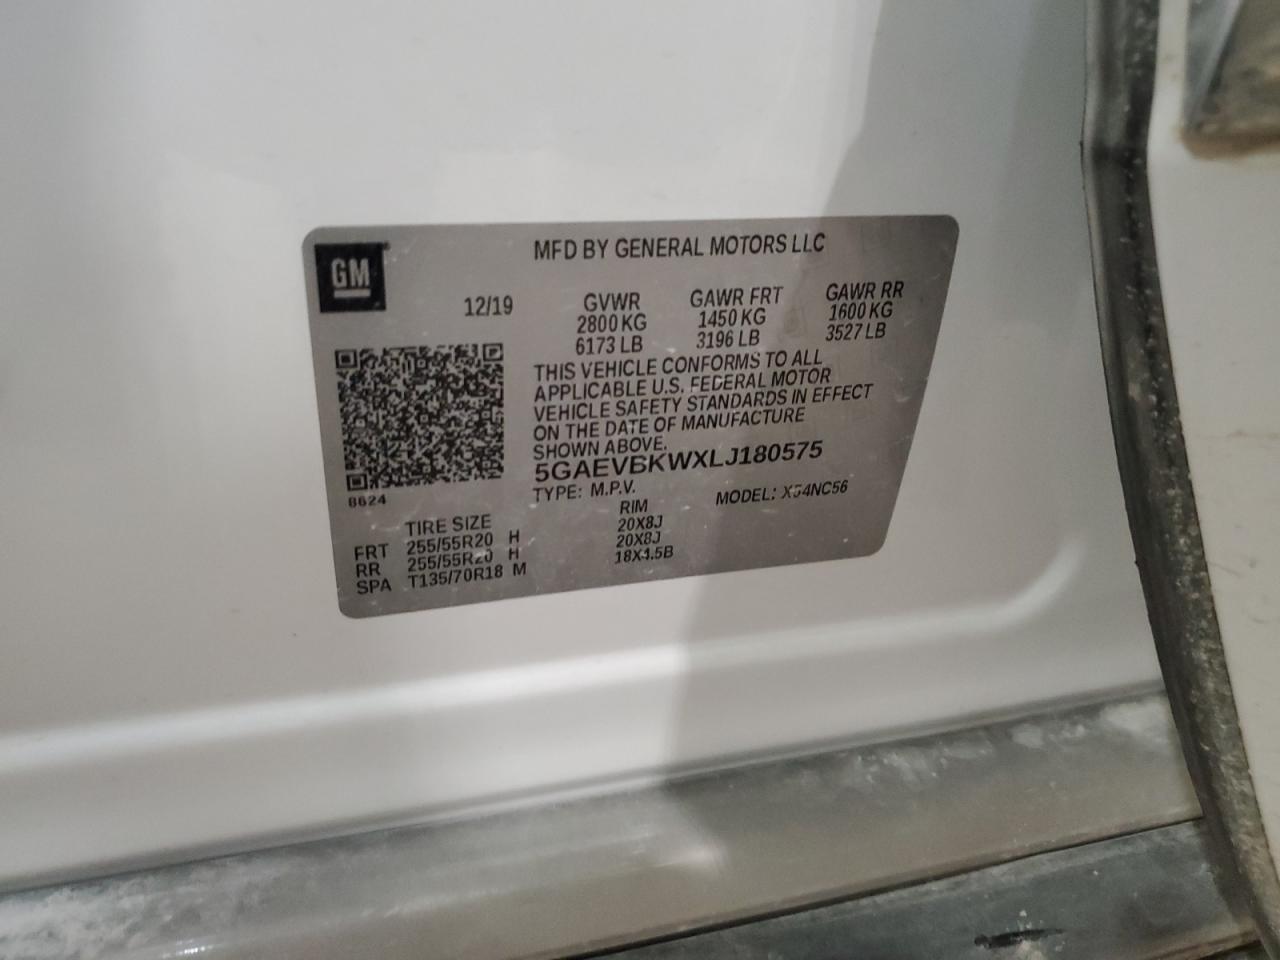 GM
MFD BY GENERAL MOTORS LLC
12/19 GVWR GAWR FRT GAWR RR
2800 KG 1450 KG 1600 KG
6173 LB 3196 LB 3527 LB
THIS VEHICLE CONFORMS TO ALL
APPLICABLE U.S. FEDERAL MOTOR
VEHICLE SAFETY STANDARDS IN EFFECT
ON THE DATE OF MANUFACTURE
SHOWN ABOVE.
5GAEVBKWXLJ180575
8624
TYPE: M.P.V. MODEL: X54NC56
TIRE SIZE RIM
FRT 255/55R20 H 20X8J
RR 255/55R20 H 20X8J
SPA T135/70R18 M 18X4.5B